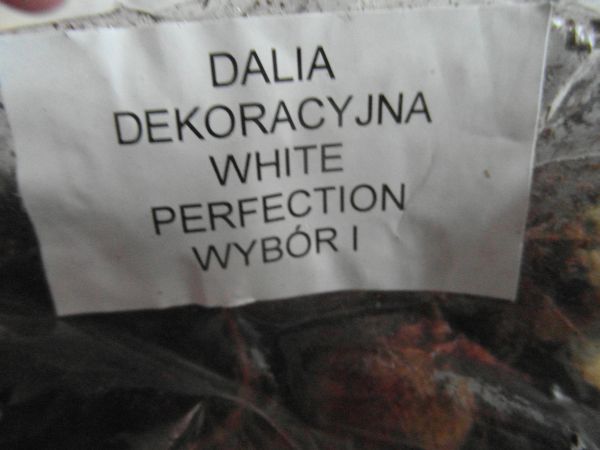 DALIA
DEKORACYJNA
WHITE
PERFECTION
WYBÓR I